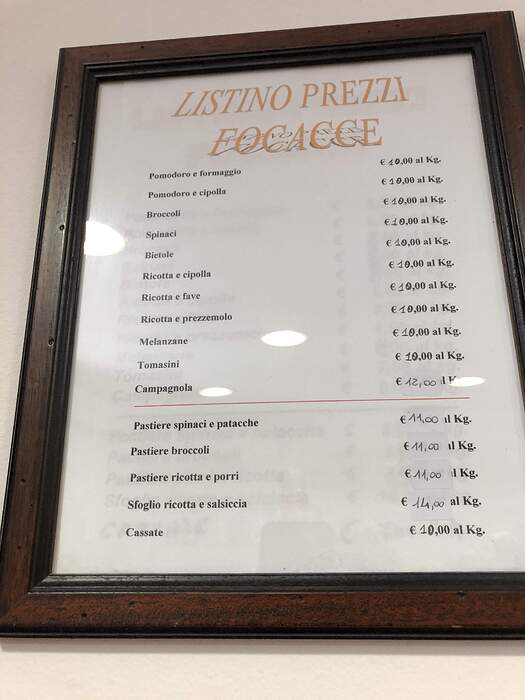 LISTINO PREZZI
FOCACCE
Pomodoro e formaggio € 10,00 al Kg.
Pomodoro e cipolla € 10,00 al Kg.
Broccoli € 10,00 al Kg.
Spinaci € 10,00 al Kg.
Bietole € 10,00 al Kg.
Ricotta e cipolla € 10,00 al Kg.
Ricotta e fave € 10,00 al Kg.
Ricotta e prezzemolo € 10,00 al Kg.
Melanzane € 10,00 al Kg.
Tomasini € 10,00 al Kg.
Campagnola € 12,00 al K
Pastiere spinaci e patacche € 11,00 al Kg.
Pastiere broccoli € 11,00 al Kg.
Pastiere ricotta e porri € 11,00 al Kg.
Sfoglio ricotta e salsiccia € 14,00 al Kg.
Cassate € 10,00 al Kg.